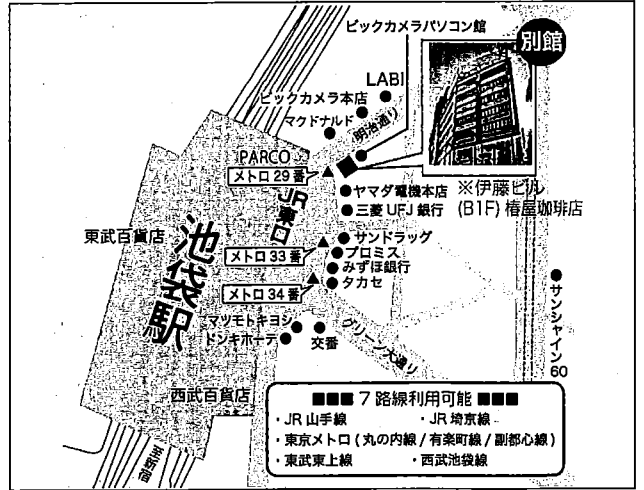 ビックカメラパソコン館
別館
LABI
ビックカメラ本店
マクドナルド
明治通り
PARCO
メトロ29番
JR東口
ヤマダ電機本店
※伊藤ビル
三菱UFJ銀行
(B1F) 椿屋珈琲店
東武百貨店
池袋駅
サンドラッグ
メトロ33番
プロミス
みずほ銀行
メトロ34番
タカセ
サンシャイン60
マツモトキヨシ
ドンキホーテ
交番
グリーン大通り
西武百貨店
■■■ 7路線利用可能 ■■■
・JR山手線 ・JR埼京線
・東京メトロ (丸の内線/有楽町線/副都心線)
・東武東上線 ・西武池袋線
至新宿